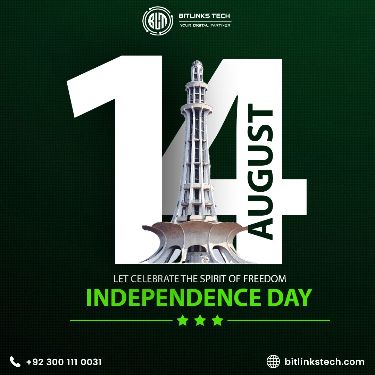 BLM
BITLINKS TECH
YOUR DIGITAL PARTNER
14
AUGUST
LET CELEBRATE THE SPIRIT OF FREEDOM
INDEPENDENCE DAY
+92 300 111 0031
bitlinkstech.com